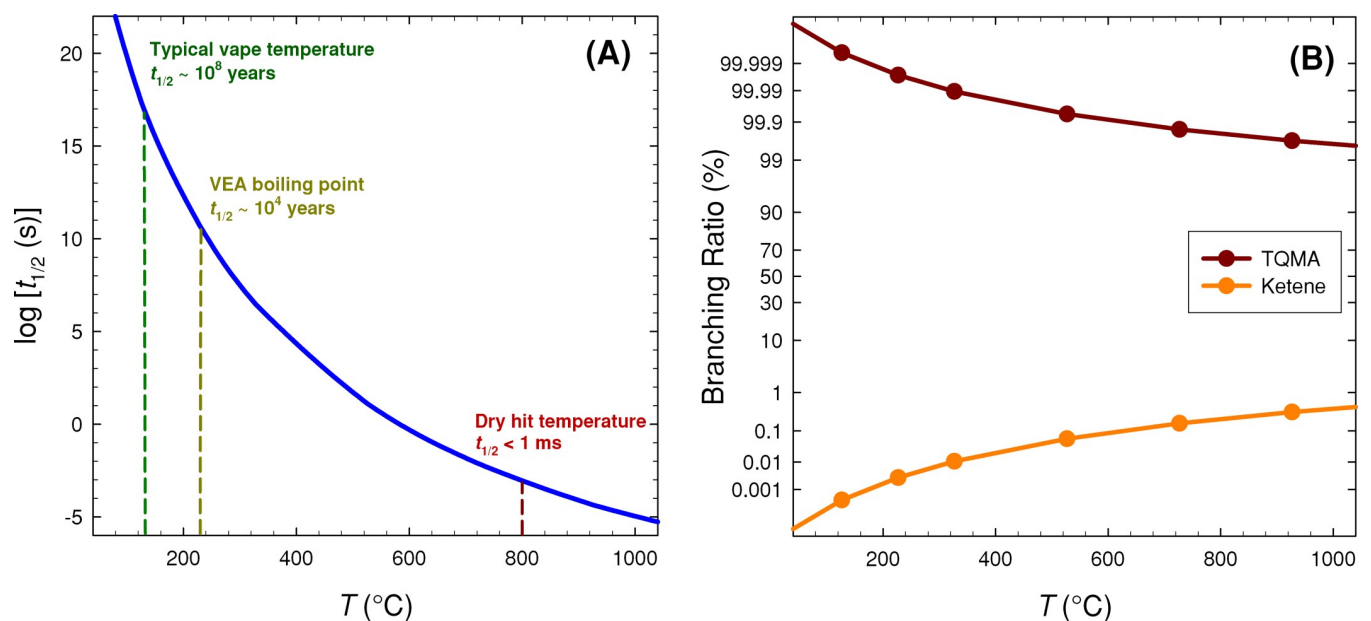 (A)
Typical vape temperature
t1/2 ~ 10^8 years
VEA boiling point
t1/2 ~ 10^4 years
Dry hit temperature
t1/2 < 1 ms
log [t1/2 (s)]
20
15
10
5
0
-5
200
400
600
800
1000
T (°C)
(B)
Branching Ratio (%)
99.999
99.99
99.9
99
90
70
50
30
10
1
0.1
0.01
0.001
TQMA
Ketene
200
400
600
800
1000
T (°C)